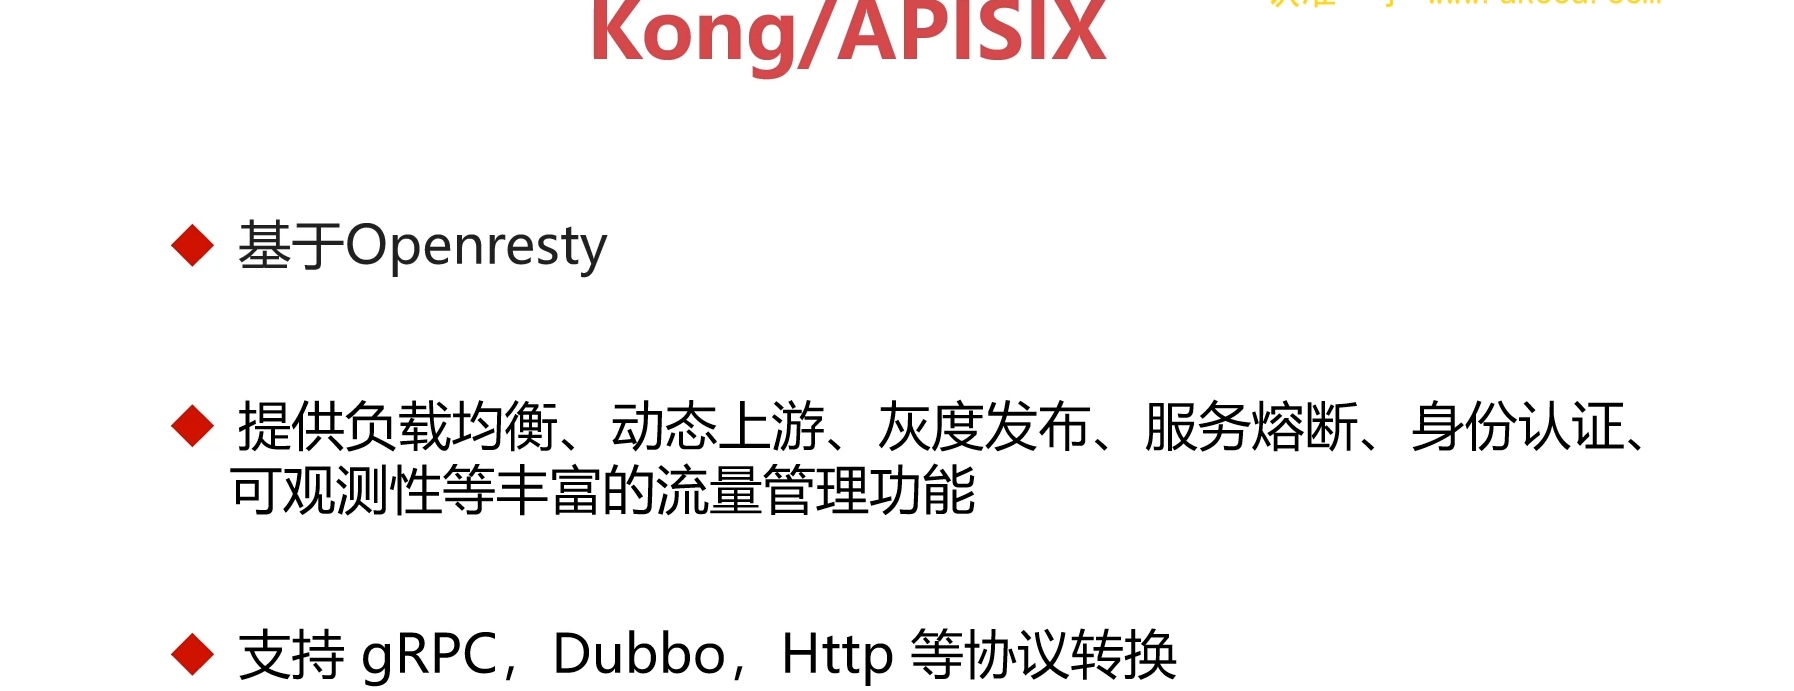 Kong/APISIX
基于Openresty
提供负载均衡、动态上游、灰度发布、服务熔断、身份认证、
可观测性等丰富的流量管理功能
支持 gRPC，Dubbo，Http 等协议转换